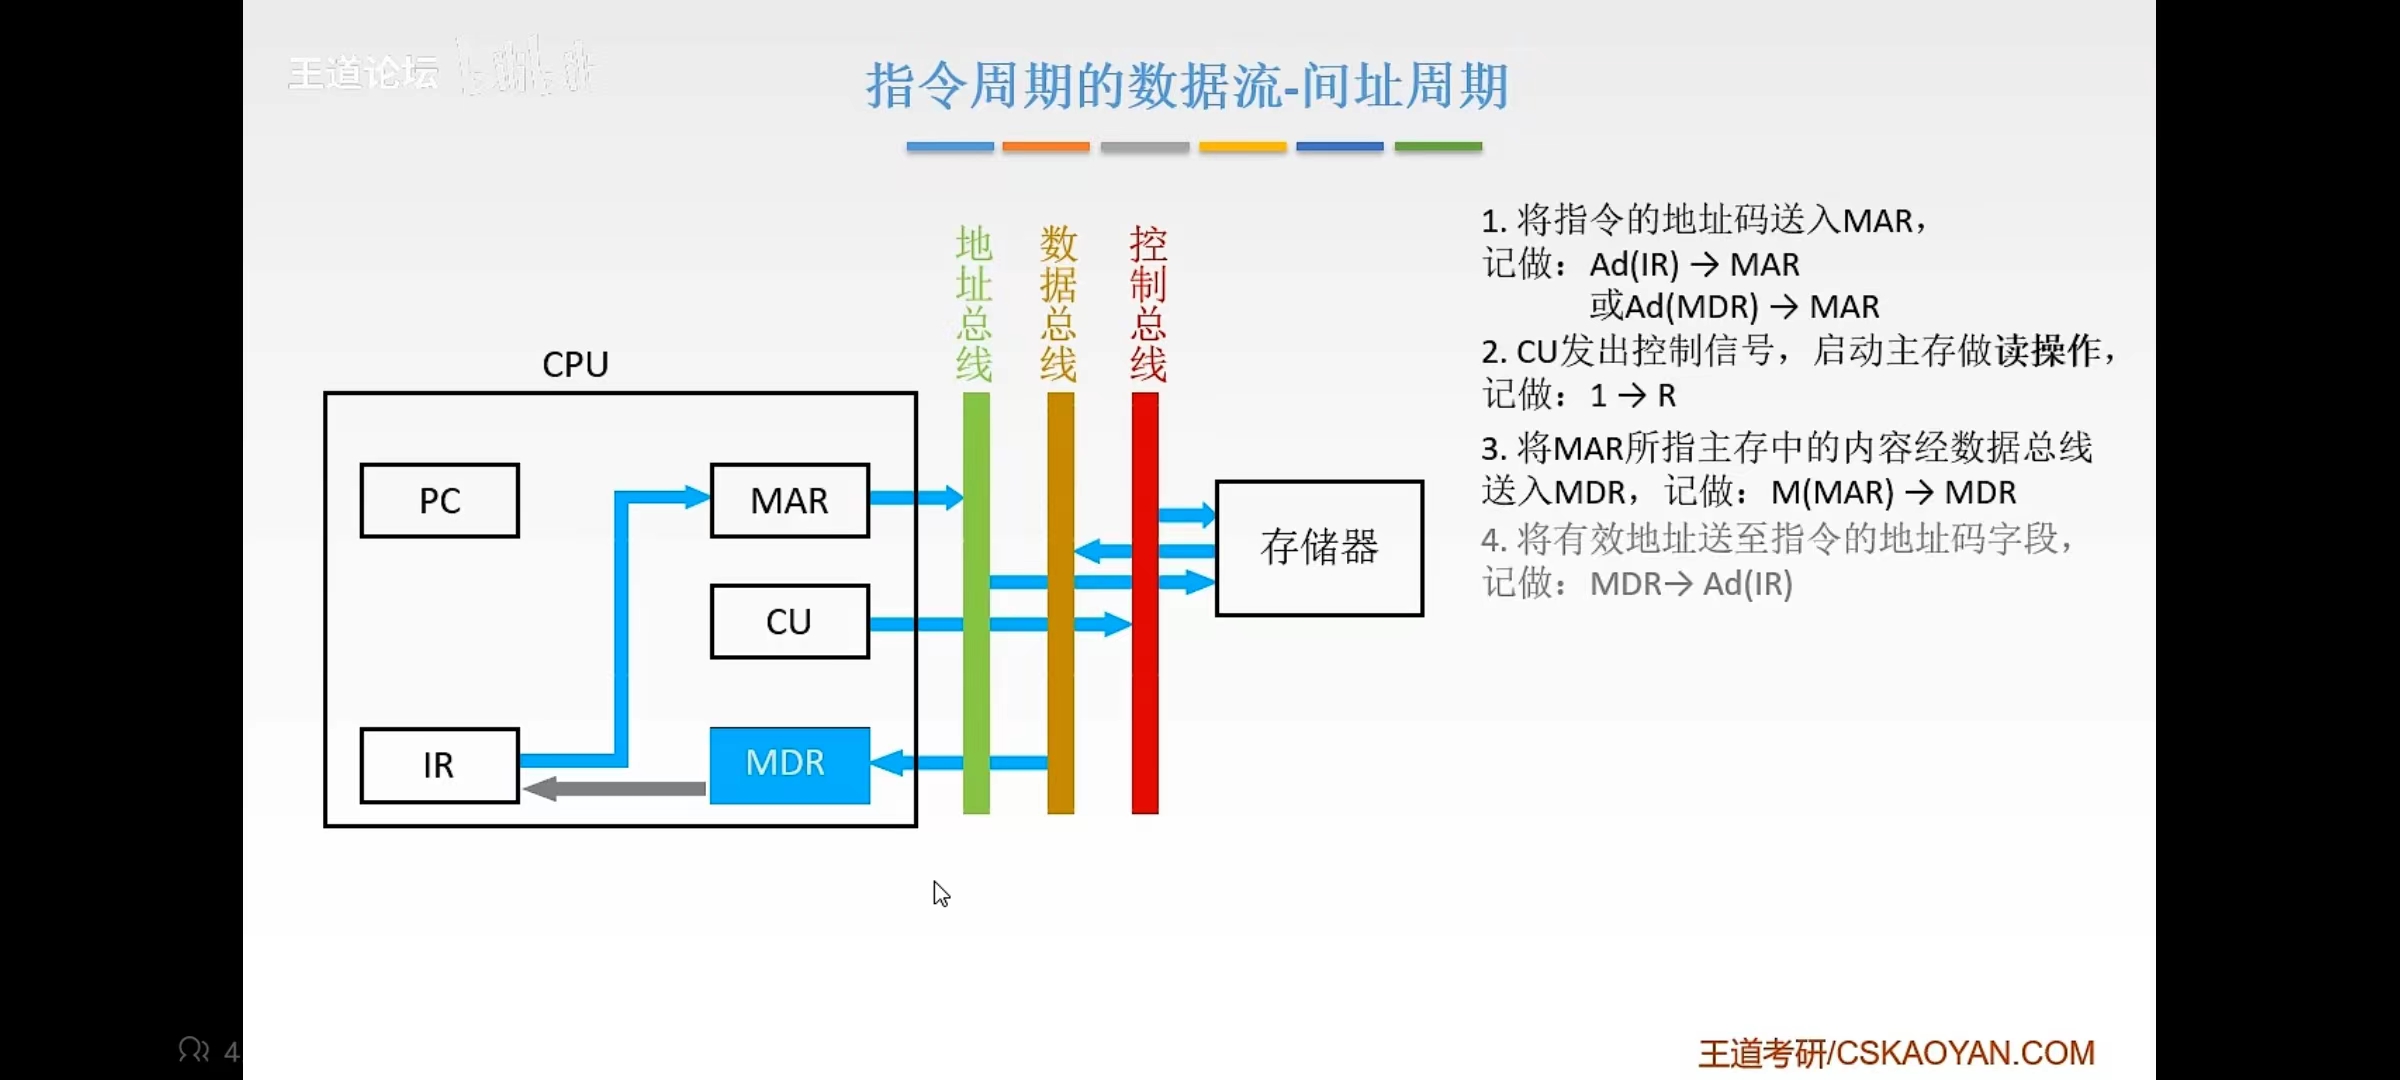 王道论坛
指令周期的数据流-间址周期
地址总线
数据总线
控制总线
CPU
PC
MAR
CU
IR
MDR
存储器
1. 将指令的地址码送入MAR，
记做：Ad(IR) → MAR
或Ad(MDR) → MAR
2. CU发出控制信号，启动主存做读操作，
记做：1 → R
3. 将MAR所指主存中的内容经数据总线
送入MDR，记做：M(MAR) → MDR
4. 将有效地址送至指令的地址码字段，
记做：MDR→ Ad(IR)
4
王道考研/CSKAOYAN.COM